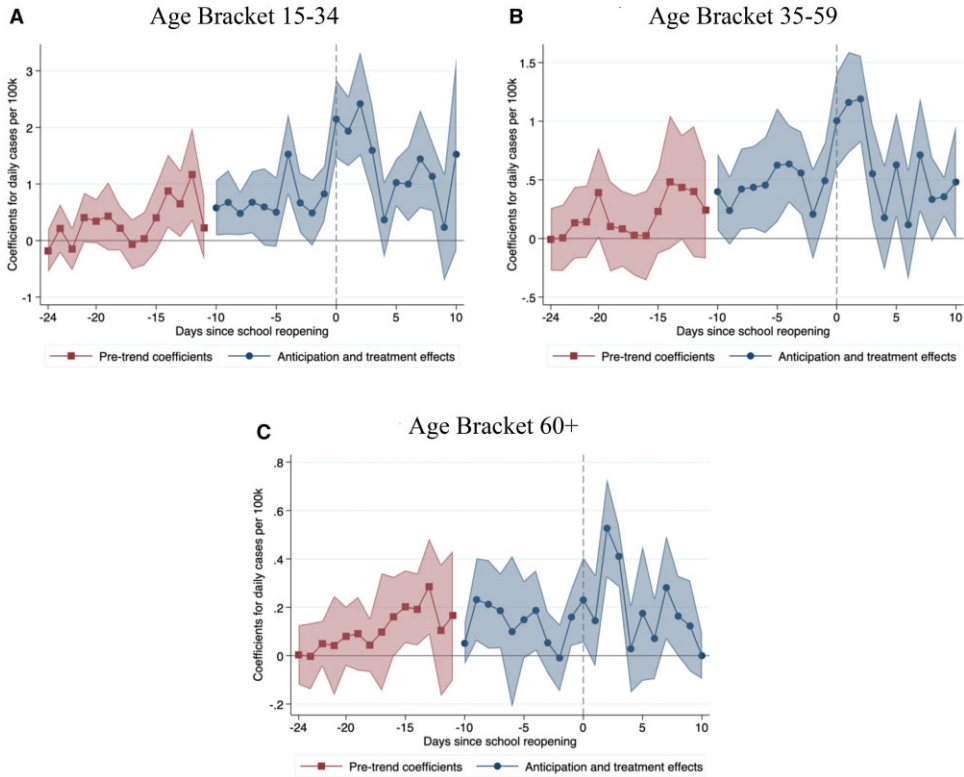 A
Age Bracket 15-34
Coefficients for daily cases per 100k
3
2
1
0
-1
-24
-20
-15
-10
-5
0
5
10
Days since school reopening
Pre-trend coefficients
Anticipation and treatment effects
B
Age Bracket 35-59
Coefficients for daily cases per 100k
1.5
1
.5
0
-.5
-24
-20
-15
-10
-5
0
5
10
Days since school reopening
Pre-trend coefficients
Anticipation and treatment effects
C
Age Bracket 60+
Coefficients for daily cases per 100k
.8
.6
.4
.2
0
-.2
-24
-20
-15
-10
-5
0
5
10
Days since school reopening
Pre-trend coefficients
Anticipation and treatment effects